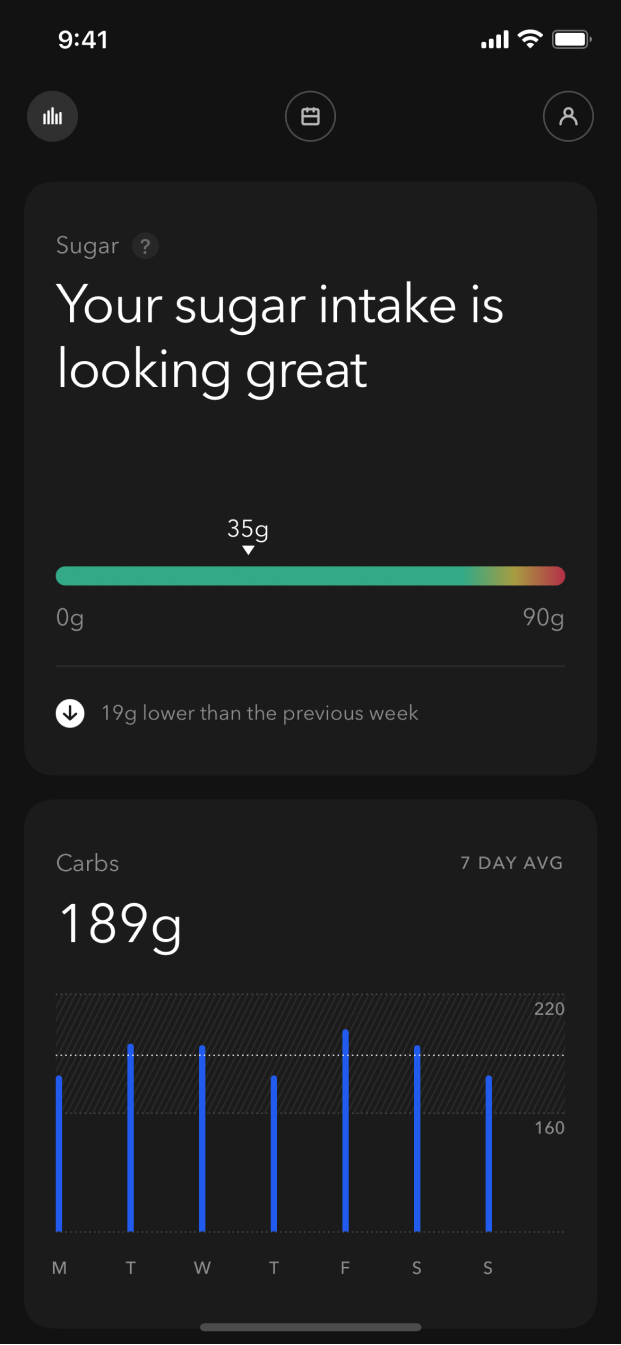 9:41
Sugar ?
Your sugar intake is
looking great
35g
0g 90g
19g lower than the previous week
Carbs 7 DAY AVG
189g
220
160
M T W T F S S